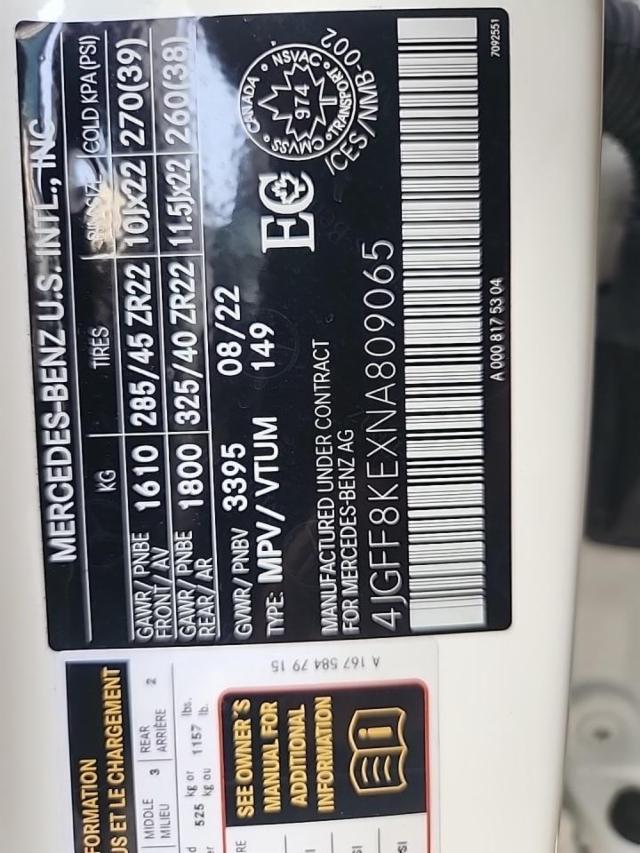 MERCEDES-BENZ U.S. INTL., INC
KG TIRES RIM SIZE COLD KPA (PSI)
GAWR/PNBE
FRONT/AV 1610 285/45 ZR22 10Jx22 270(39)
GAWR/PNBE
REAR/AR 1800 325/40 ZR22 11.5Jx22 260(38)
GVWR/PNBV 3395 08/22
TYPE: MPV/VTUM 149
EC
CANADA NSVAC
974
CMVSS TRANSPORT
ICES/NMB-002
MANUFACTURED UNDER CONTRACT
FOR MERCEDES-BENZ AG
4JGFF8KEXNA809065
A 000 817 53 04
7092551
FORMATION
US ET LE CHARGEMENT
MIDDLE
MILIEU 3
REAR
ARRIÈRE 2
525 kg or
kg ou 1157 lbs.
lb.
SEE OWNER'S
MANUAL FOR
ADDITIONAL
INFORMATION
i
A 167 584 79 15